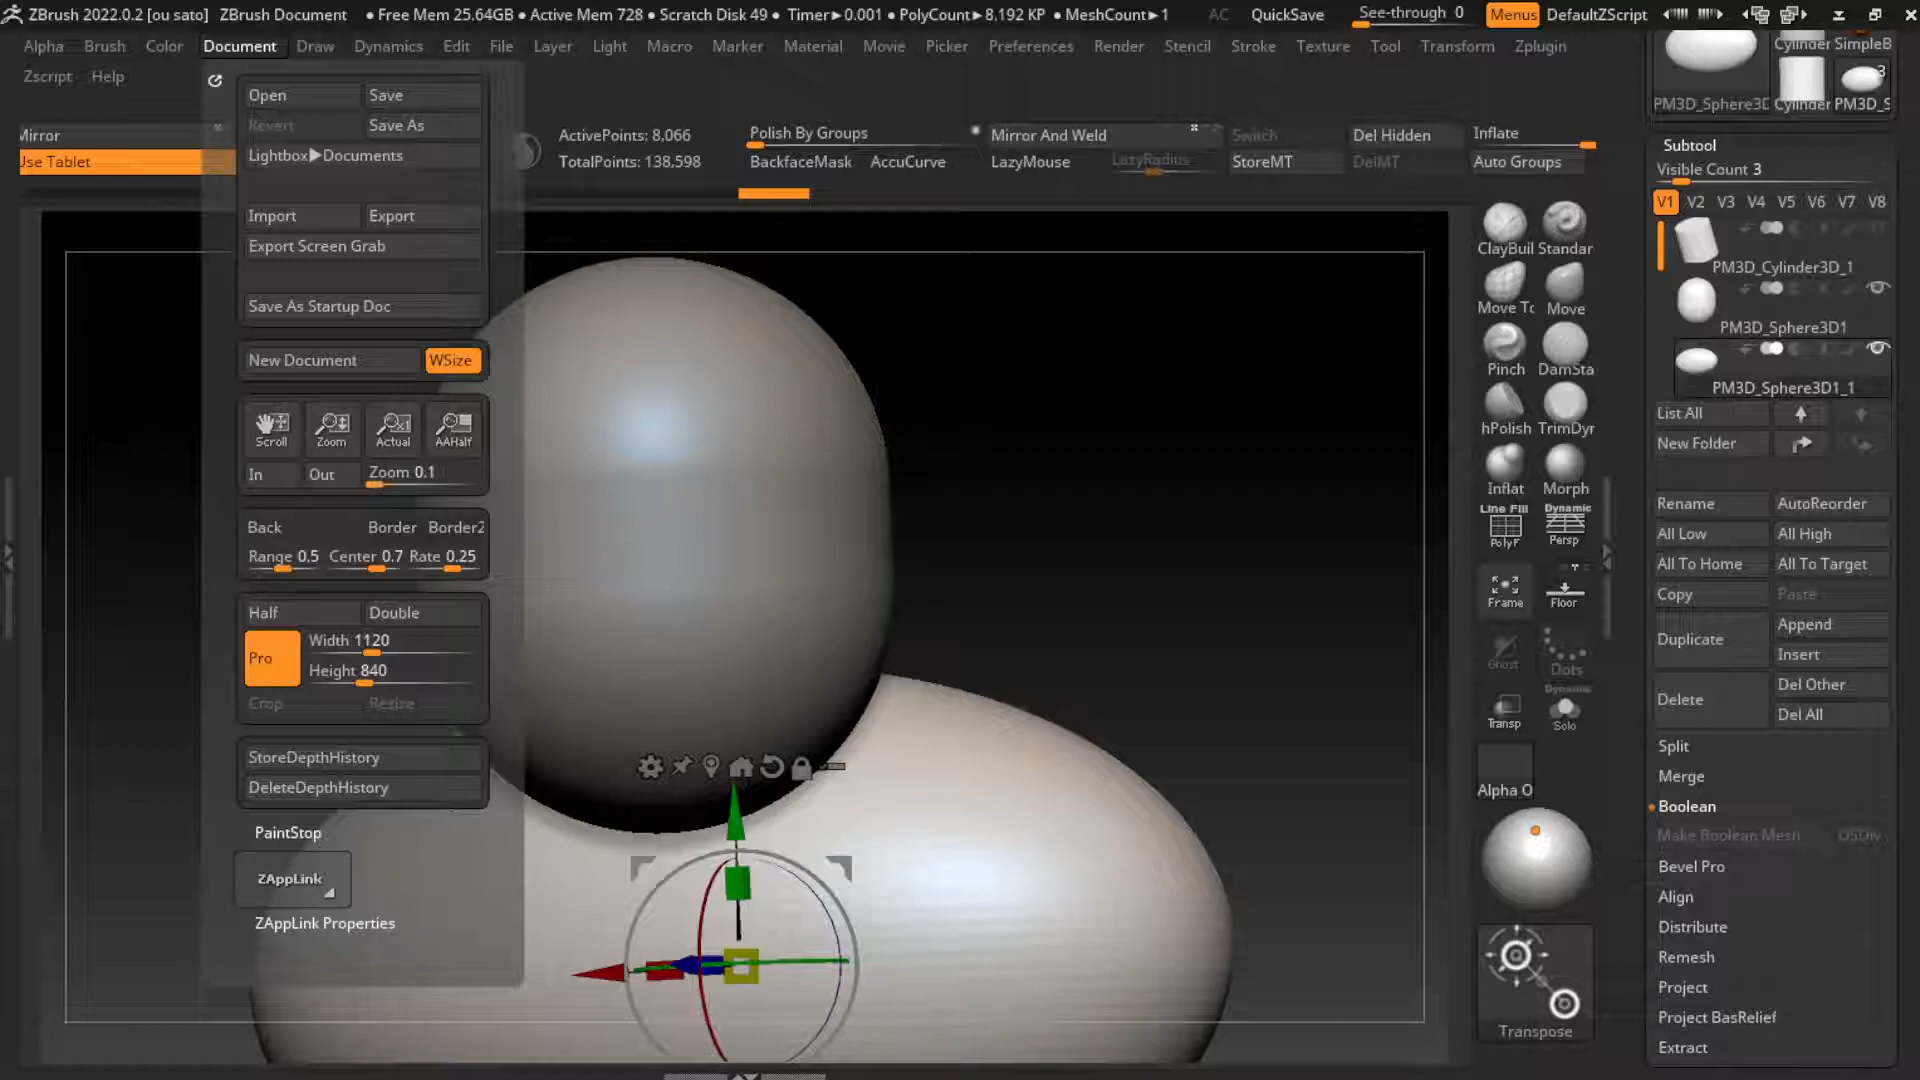 ZBrush 2022.0.2 [ou sato] ZBrush Document • Free Mem 25.64GB • Active Mem 728 • Scratch Disk 49 • Timer▸0.001 • PolyCount▸8.192 KP • MeshCount▸1 AC QuickSave See-through 0 Menus DefaultZScript
Alpha Brush Color Document Draw Dynamics Edit File Layer Light Macro Marker Material Movie Picker Preferences Render Stencil Stroke Texture Tool Transform Zplugin
Zscript Help
Mirror
Use Tablet
Open Save
Revert Save As
Lightbox▶Documents
Import Export
Export Screen Grab
Save As Startup Doc
New Document WSize
Scroll Zoom Actual AAHalf
In Out Zoom 0.1
Back Border Border2
Range 0.5 Center 0.7 Rate 0.25
Half Double
Pro Width 1120
Height 840
Crop Resize
StoreDepthHistory
DeleteDepthHistory
PaintStop
ZAppLink
ZAppLink Properties
ActivePoints: 8,066 Polish By Groups Mirror And Weld Switch Del Hidden Inflate
TotalPoints: 138,598 BackfaceMask AccuCurve LazyMouse LazyRadius StoreMT DelMT Auto Groups
ClayBuil Standar
Move To Move
Pinch DamSta
hPolish TrimDyr
Inflat Morph
Line Fill Dynamic
PolyF Persp
Frame Floor
Ghost Dots
Dynamic
Transp Solo
Alpha O
Transpose
Cylinder SimpleB
3
PM3D_Sphere3D Cylinder PM3D_S
Subtool
Visible Count 3
V1 V2 V3 V4 V5 V6 V7 V8
PM3D_Cylinder3D_1
PM3D_Sphere3D1
PM3D_Sphere3D1_1
List All
New Folder
Rename AutoReorder
All Low All High
All To Home All To Target
Copy Paste
Duplicate Append
Insert
Delete Del Other
Del All
Split
Merge
Boolean
Make Boolean Mesh DSDiv
Bevel Pro
Align
Distribute
Remesh
Project
Project BasRelief
Extract